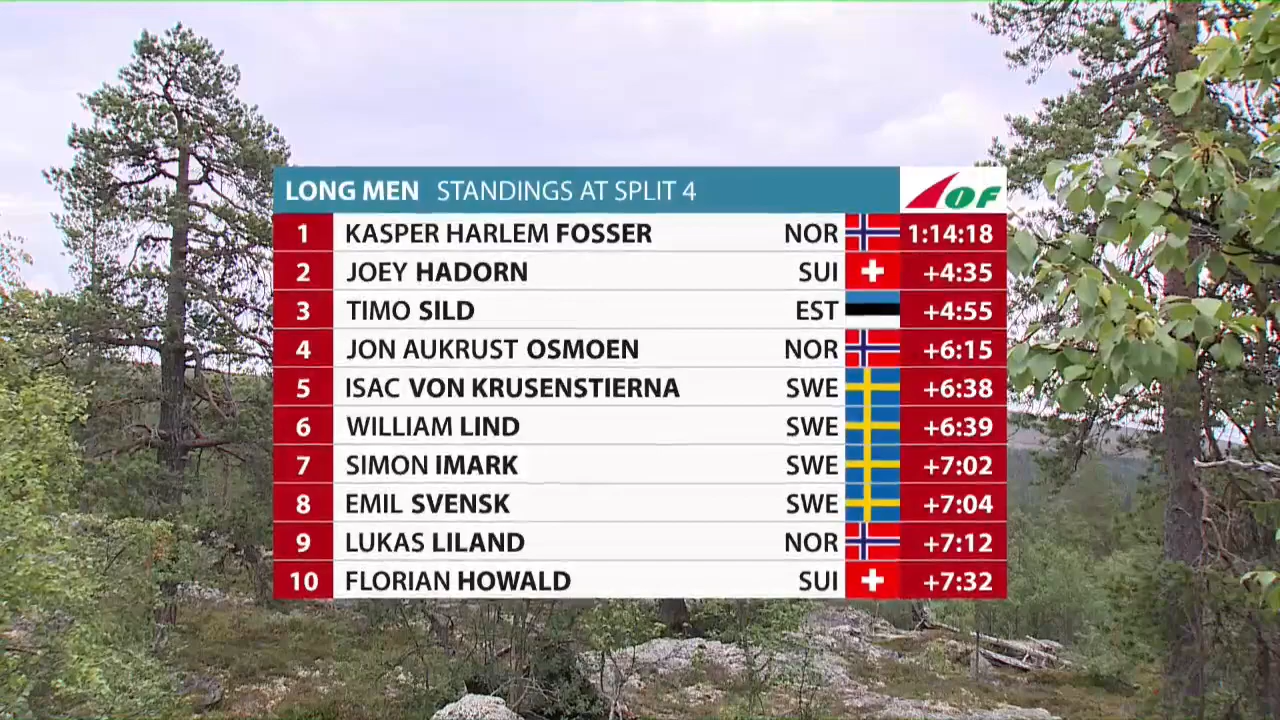 LONG MEN STANDINGS AT SPLIT 4 IOF
1 KASPER HARLEM FOSSER NOR 1:14:18
2 JOEY HADORN SUI +4:35
3 TIMO SILD EST +4:55
4 JON AUKRUST OSMOEN NOR +6:15
5 ISAC VON KRUSENSTIERNA SWE +6:38
6 WILLIAM LIND SWE +6:39
7 SIMON IMARK SWE +7:02
8 EMIL SVENSK SWE +7:04
9 LUKAS LILAND NOR +7:12
10 FLORIAN HOWALD SUI +7:32